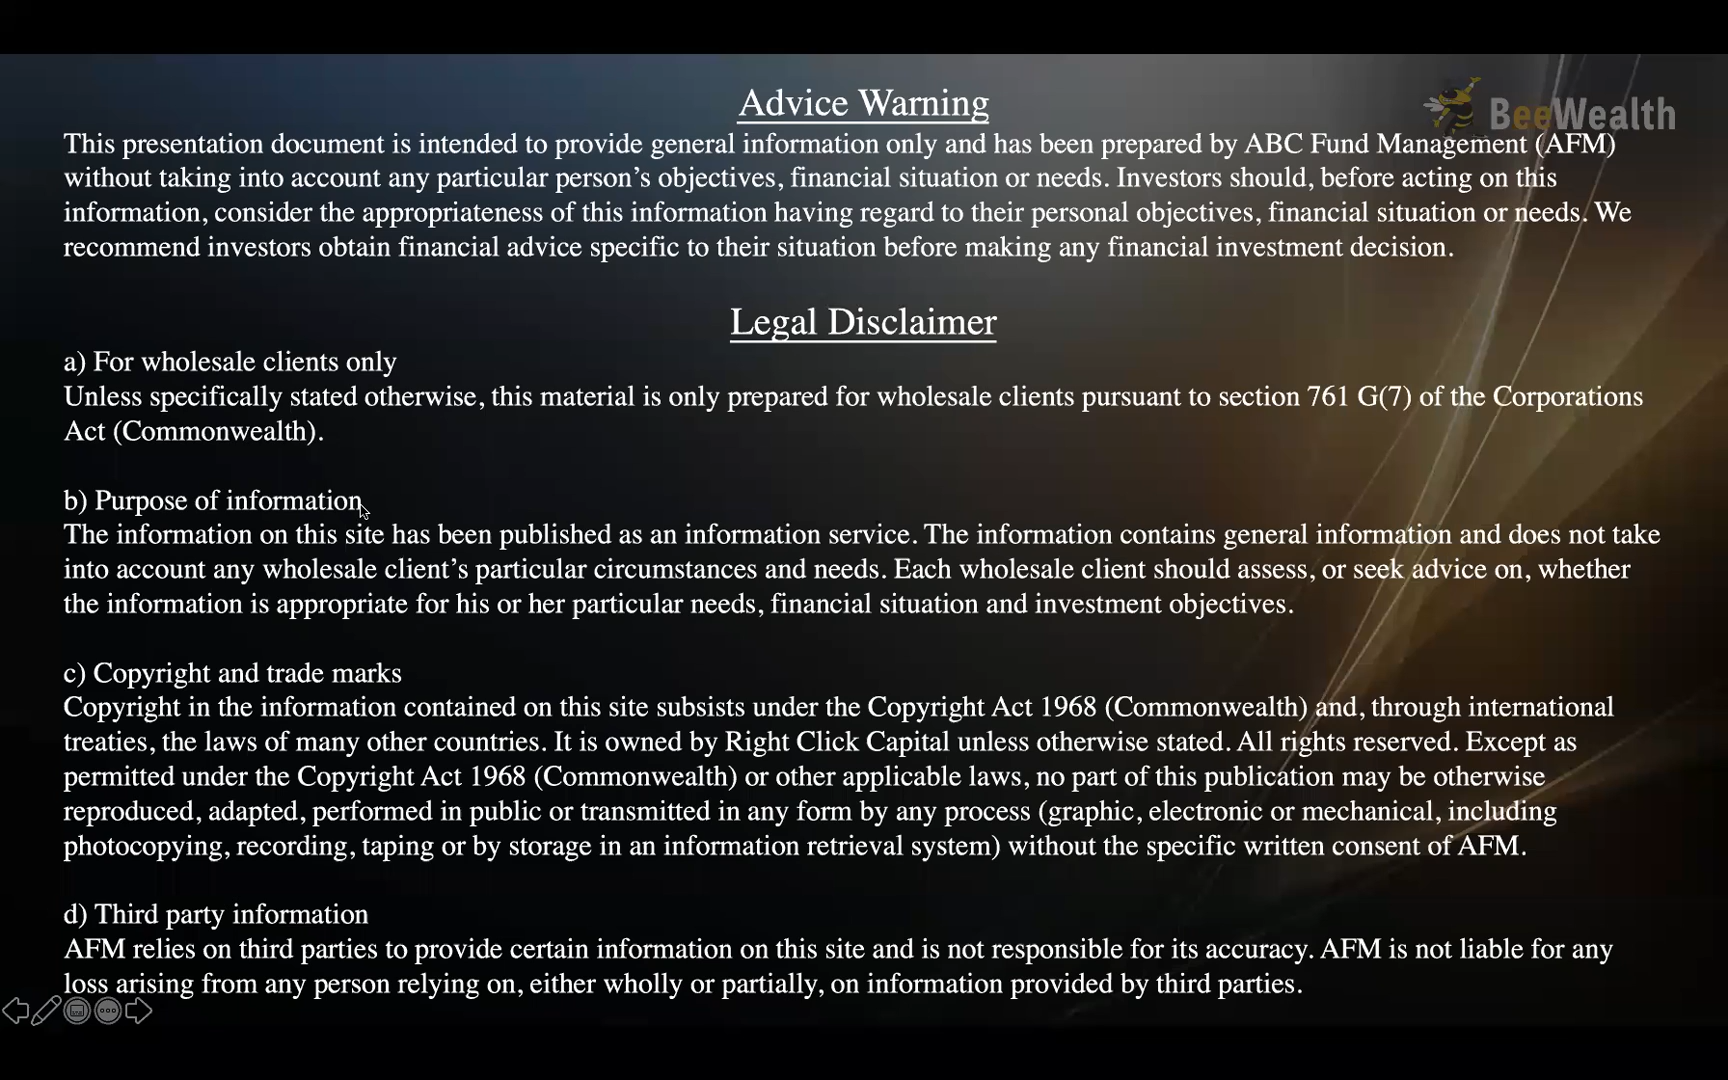 BeeWealth
Advice Warning
This presentation document is intended to provide general information only and has been prepared by ABC Fund Management (AFM)
without taking into account any particular person’s objectives, financial situation or needs. Investors should, before acting on this
information, consider the appropriateness of this information having regard to their personal objectives, financial situation or needs. We
recommend investors obtain financial advice specific to their situation before making any financial investment decision.
Legal Disclaimer
a) For wholesale clients only
Unless specifically stated otherwise, this material is only prepared for wholesale clients pursuant to section 761 G(7) of the Corporations
Act (Commonwealth).
b) Purpose of information
The information on this site has been published as an information service. The information contains general information and does not take
into account any wholesale client’s particular circumstances and needs. Each wholesale client should assess, or seek advice on, whether
the information is appropriate for his or her particular needs, financial situation and investment objectives.
c) Copyright and trade marks
Copyright in the information contained on this site subsists under the Copyright Act 1968 (Commonwealth) and, through international
treaties, the laws of many other countries. It is owned by Right Click Capital unless otherwise stated. All rights reserved. Except as
permitted under the Copyright Act 1968 (Commonwealth) or other applicable laws, no part of this publication may be otherwise
reproduced, adapted, performed in public or transmitted in any form by any process (graphic, electronic or mechanical, including
photocopying, recording, taping or by storage in an information retrieval system) without the specific written consent of AFM.
d) Third party information
AFM relies on third parties to provide certain information on this site and is not responsible for its accuracy. AFM is not liable for any
loss arising from any person relying on, either wholly or partially, on information provided by third parties.